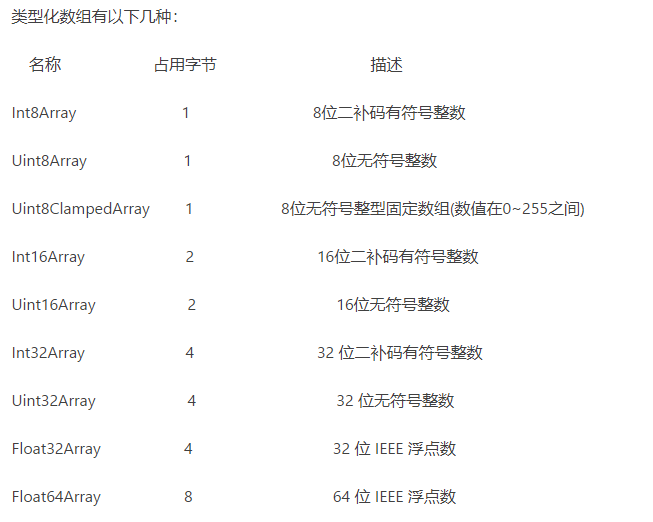 类型化数组有以下几种：
名称 占用字节 描述
Int8Array 1 8位二补码有符号整数
Uint8Array 1 8位无符号整数
Uint8ClampedArray 1 8位无符号整型固定数组(数值在0~255之间)
Int16Array 2 16位二补码有符号整数
Uint16Array 2 16位无符号整数
Int32Array 4 32 位二补码有符号整数
Uint32Array 4 32 位无符号整数
Float32Array 4 32 位 IEEE 浮点数
Float64Array 8 64 位 IEEE 浮点数